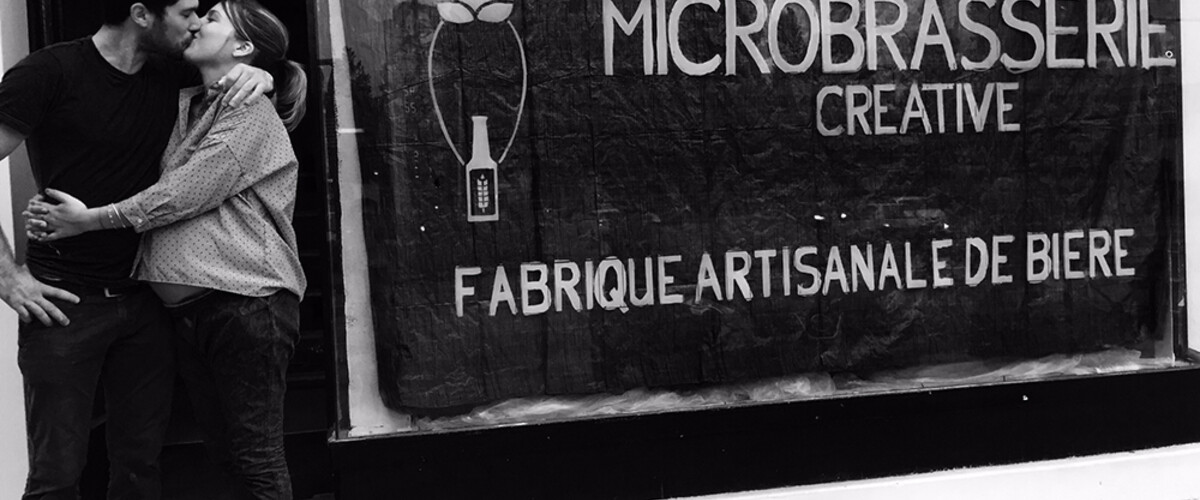 MICROBRASSERIE
CREATIVE
FABRIQUE ARTISANALE DE BIERE